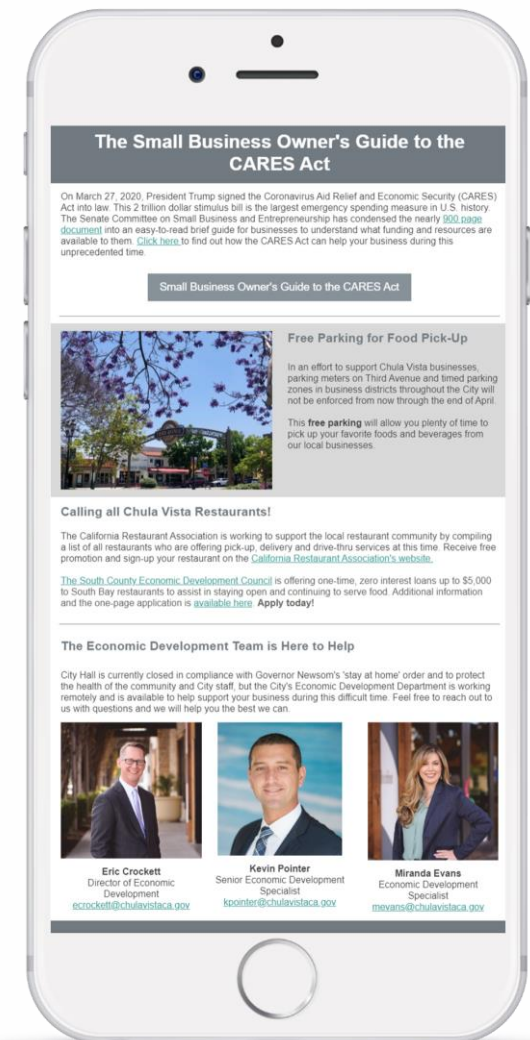 The Small Business Owner's Guide to the
CARES Act
On March 27, 2020, President Trump signed the Coronavirus Aid Relief and Economic Security (CARES)
Act into law. This 2 trillion dollar stimulus bill is the largest emergency spending measure in U.S. history.
The Senate Committee on Small Business and Entrepreneurship has condensed the nearly 900 page
document into an easy-to-read brief guide for businesses to understand what funding and resources are
available to them. Click here to find out how the CARES Act can help your business during this
unprecedented time.
Small Business Owner's Guide to the CARES Act
Free Parking for Food Pick-Up
In an effort to support Chula Vista businesses,
parking meters on Third Avenue and timed parking
zones in business districts throughout the City will
not be enforced from now through the end of April.
This free parking will allow you plenty of time to
pick up your favorite foods and beverages from
our local businesses.
Calling all Chula Vista Restaurants!
The California Restaurant Association is working to support the local restaurant community by compiling
a list of all restaurants who are offering pick-up, delivery and drive-thru services at this time. Receive free
promotion and sign-up your restaurant on the California Restaurant Association's website.
The South County Economic Development Council is offering one-time, zero interest loans up to $5,000
to South Bay restaurants to assist in staying open and continuing to serve food. Additional information
and the one-page application is available here. Apply today!
The Economic Development Team is Here to Help
City Hall is currently closed in compliance with Governor Newsom's 'stay at home' order and to protect
the health of the community and City staff, but the City's Economic Development Department is working
remotely and is available to help support your business during this difficult time. Feel free to reach out to
us with questions and we will help you the best we can.
Eric Crockett
Director of Economic
Development
ecrockett@chulavistaca.gov
Kevin Pointer
Senior Economic Development
Specialist
kpointer@chulavistaca.gov
Miranda Evans
Economic Development
Specialist
mevans@chulavistaca.gov